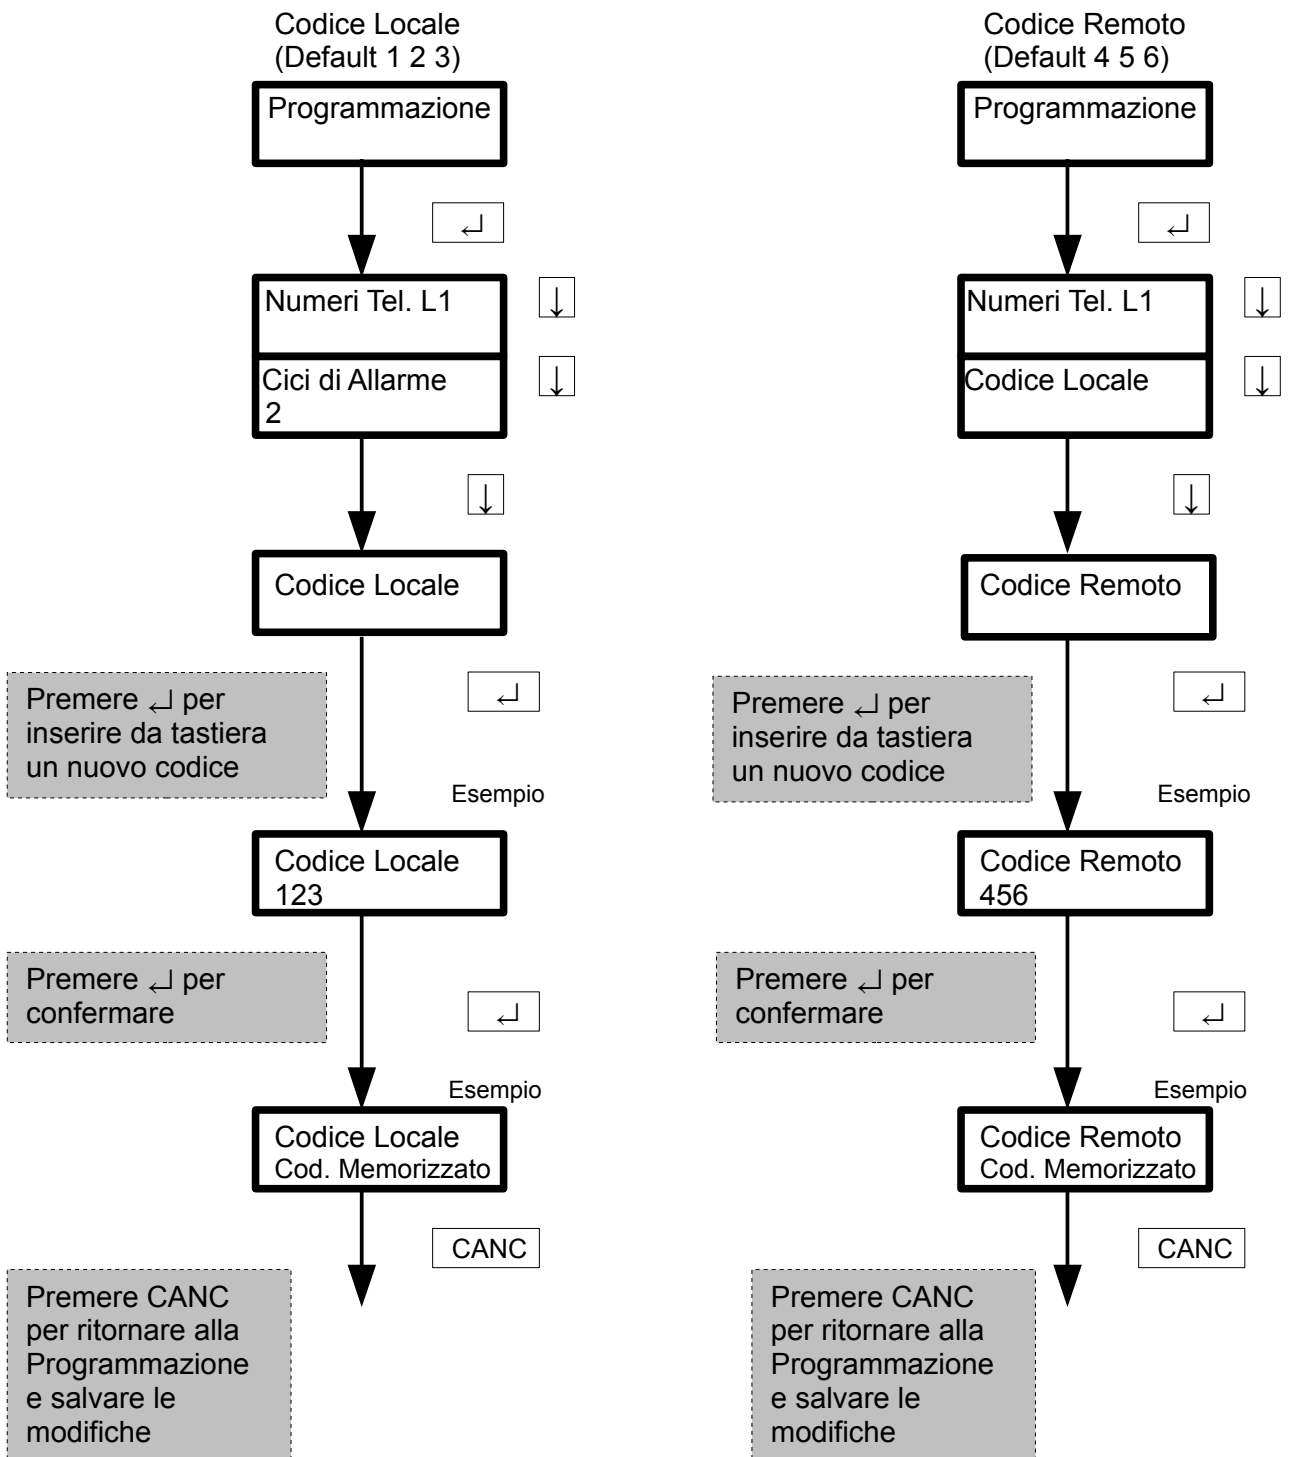 Codice Locale
(Default 1 2 3)
Programmazione
↵
Numeri Tel. L1
↓
Cici di Allarme
2
↓
↓
Codice Locale
↵
Premere ↵ per
inserire da tastiera
un nuovo codice
Esempio
Codice Locale
123
Premere ↵ per
confermare
↵
Esempio
Codice Locale
Cod. Memorizzato
CANC
Premere CANC
per ritornare alla
Programmazione
e salvare le
modifiche
Codice Remoto
(Default 4 5 6)
Programmazione
↵
Numeri Tel. L1
↓
Codice Locale
↓
↓
Codice Remoto
↵
Premere ↵ per
inserire da tastiera
un nuovo codice
Esempio
Codice Remoto
456
Premere ↵ per
confermare
↵
Esempio
Codice Remoto
Cod. Memorizzato
CANC
Premere CANC
per ritornare alla
Programmazione
e salvare le
modifiche